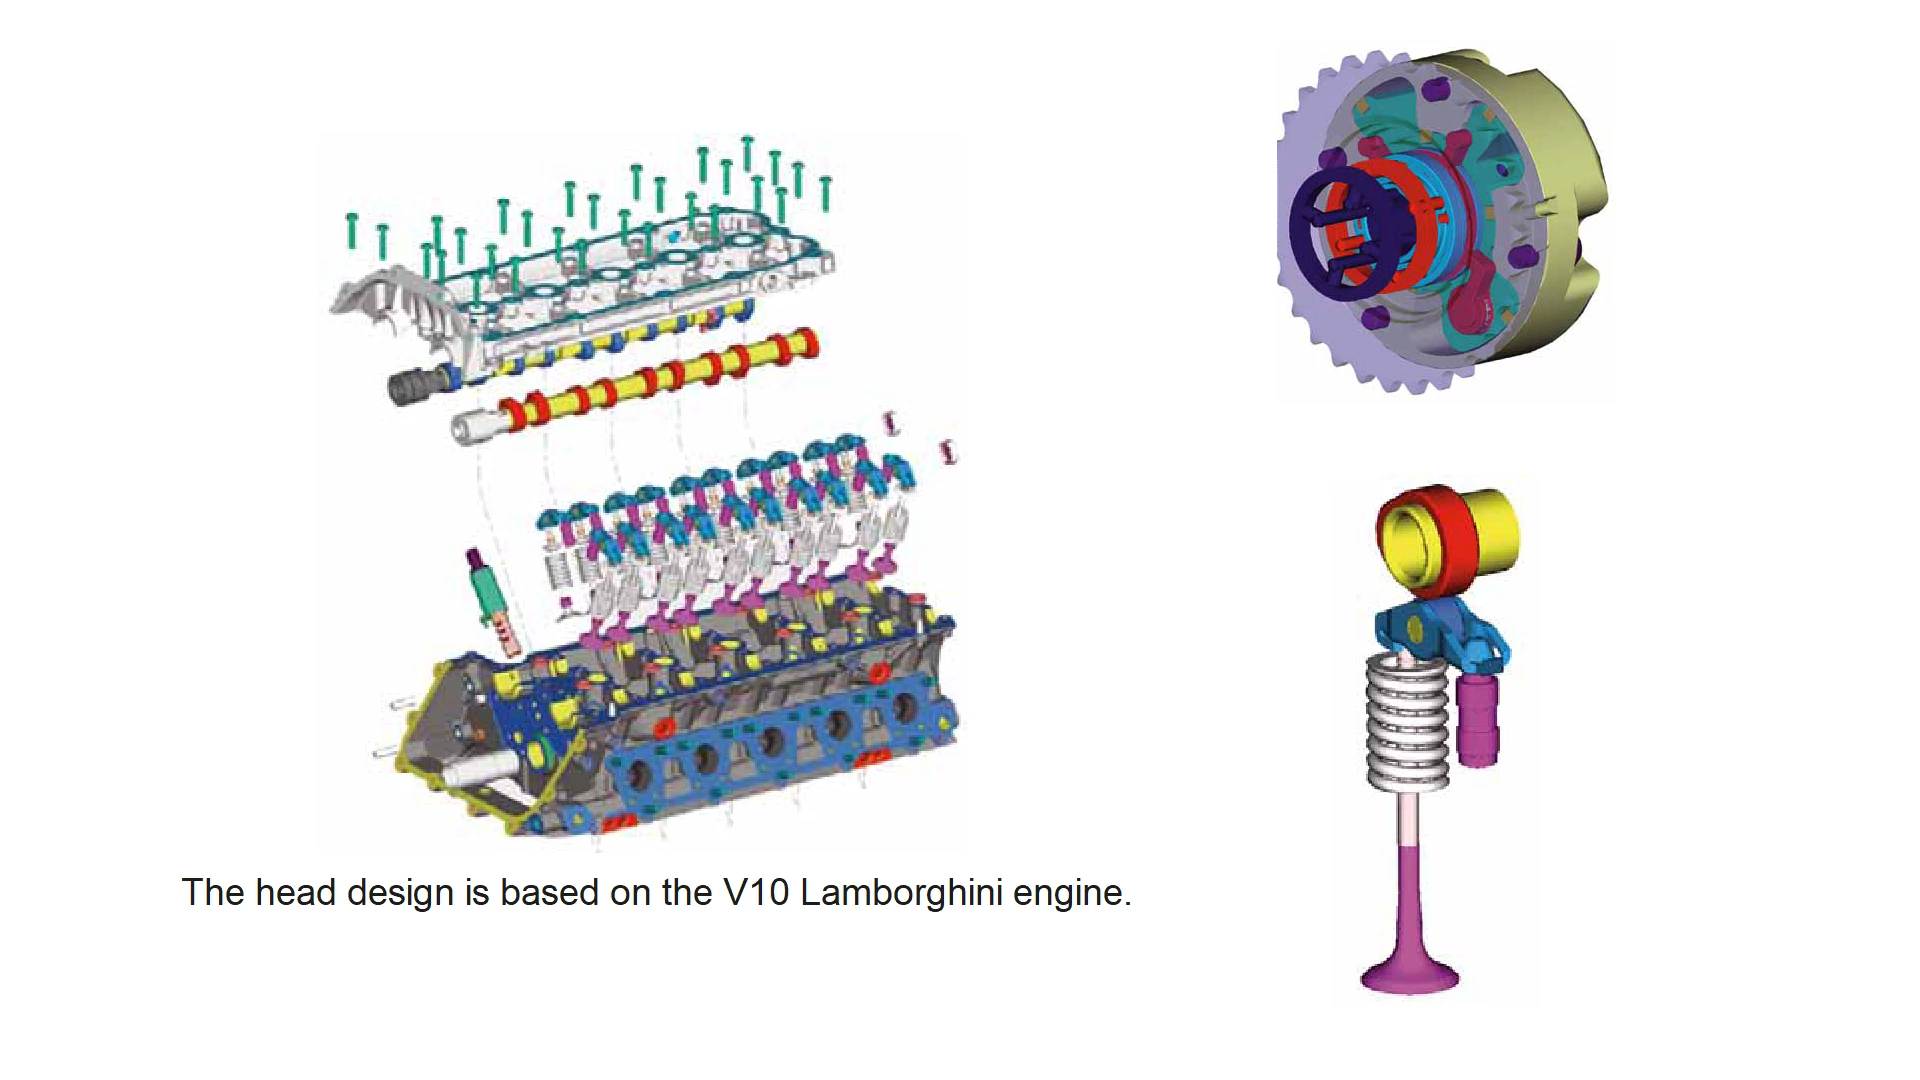 The head design is based on the V10 Lamborghini engine.